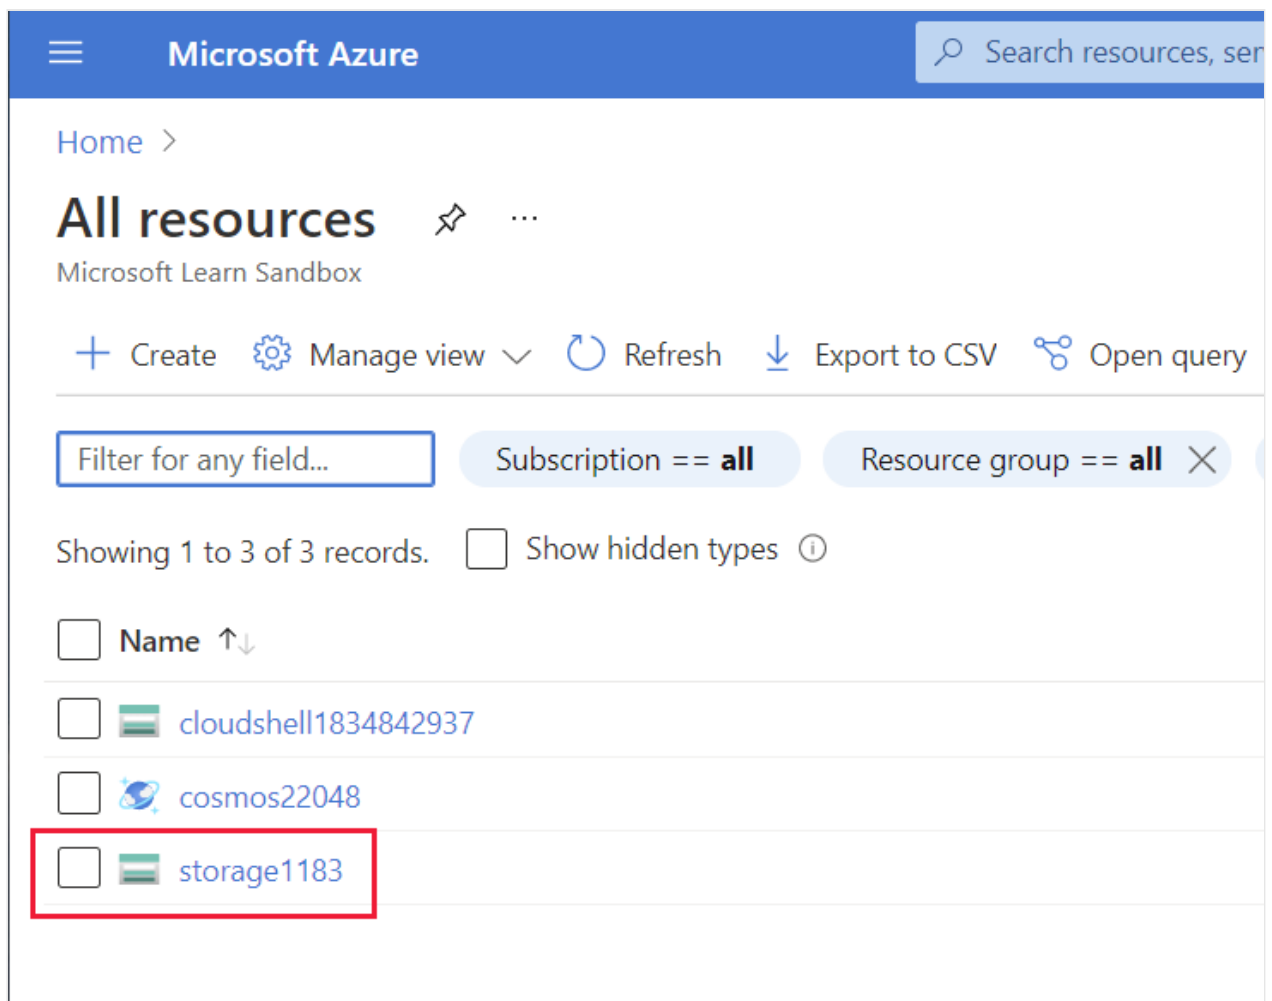 Microsoft Azure
Search resources, ser
Home
All resources
Microsoft Learn Sandbox
Create Manage view Refresh Export to CSV Open query
Filter for any field... Subscription == all Resource group == all
Showing 1 to 3 of 3 records. Show hidden types
Name
cloudshell1834842937
cosmos22048
storage1183